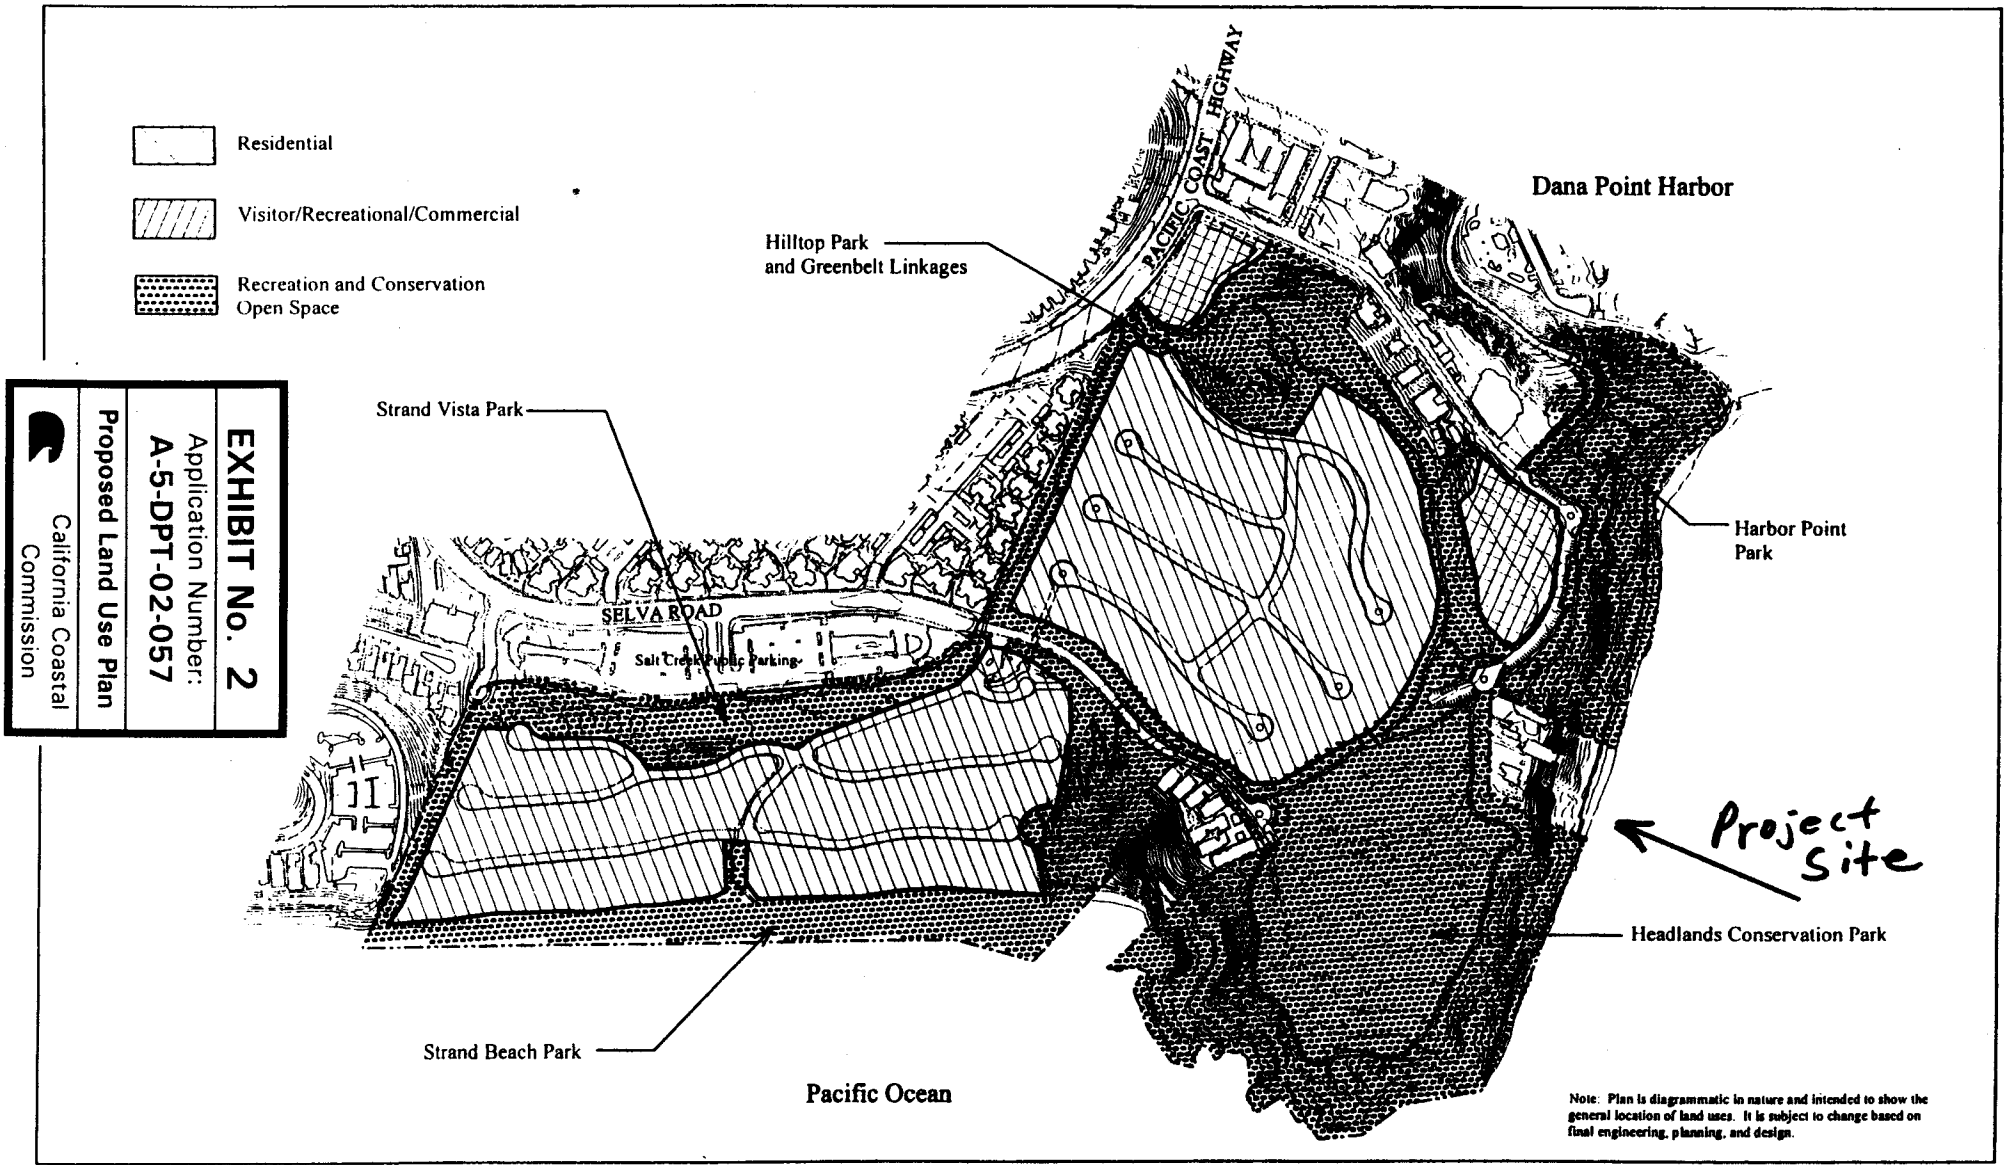 Residential
Visitor/Recreational/Commercial
Recreation and Conservation
Open Space
EXHIBIT No. 2
Application Number:
A-5-DPT-02-057
Proposed Land Use Plan
California Coastal
Commission
PACIFIC COAST HIGHWAY
Dana Point Harbor
Hilltop Park
and Greenbelt Linkages
Strand Vista Park
SELVA ROAD
Salt Creek Public Parking
Harbor Point
Park
Project
Site
Headlands Conservation Park
Strand Beach Park
Pacific Ocean
Note: Plan is diagrammatic in nature and intended to show the
general location of land uses. It is subject to change based on
final engineering, planning, and design.